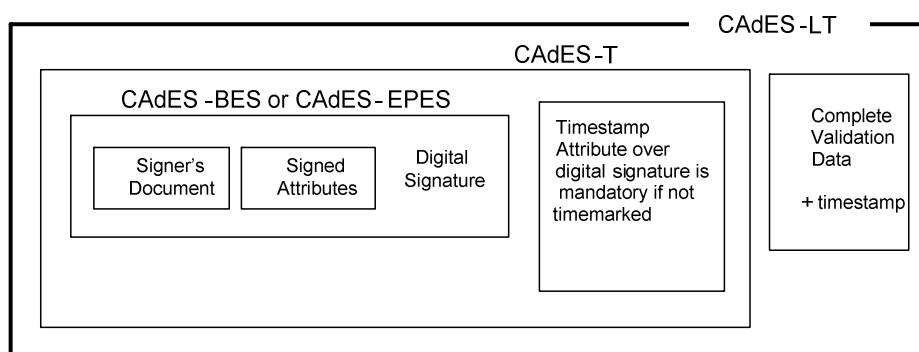 CAdES-LT
CAdES-T
CAdES-BES or CAdES-EPES
Signer's
Document
Signed
Attributes
Digital
Signature
Timestamp
Attribute over
digital signature is
mandatory if not
timemarked
Complete
Validation
Data
+ timestamp